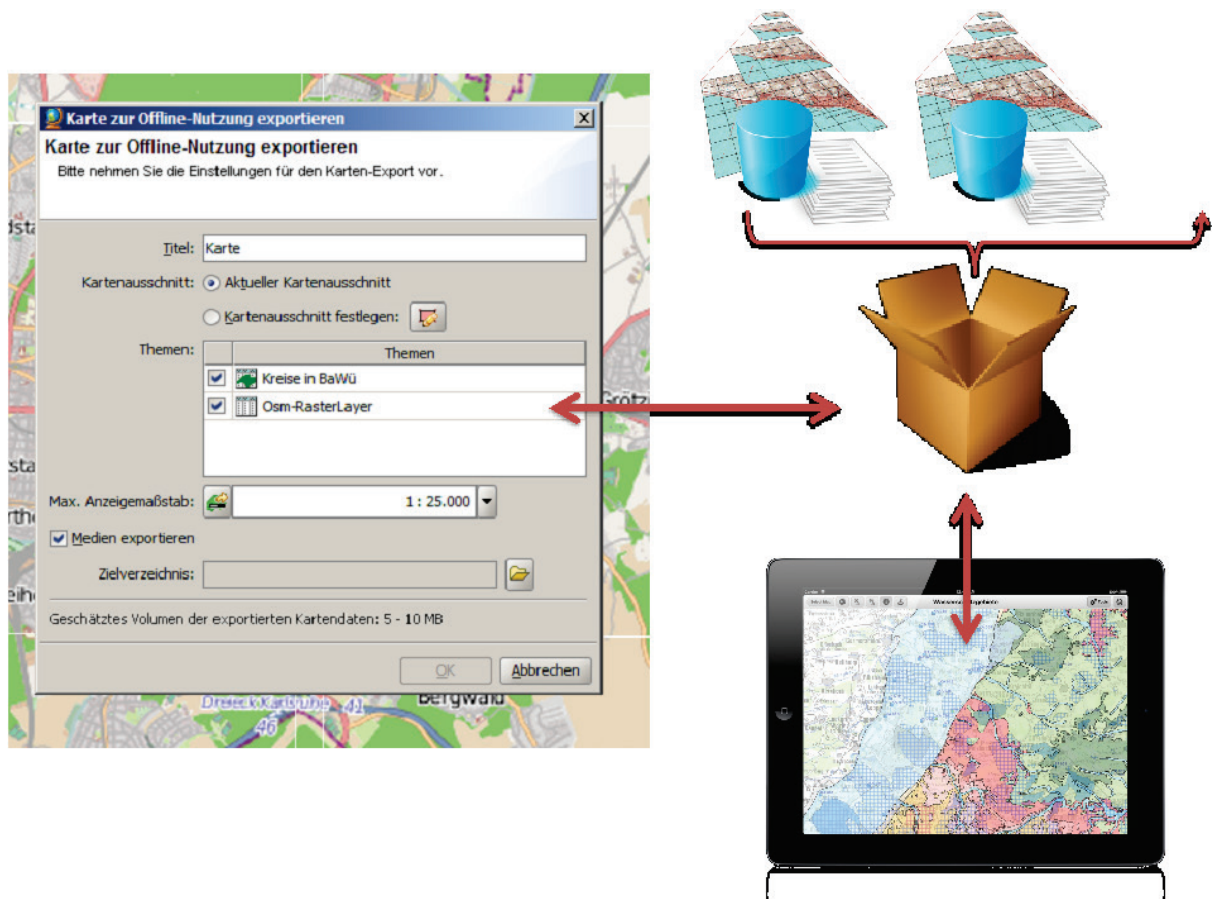 Karte zur Offline-Nutzung exportieren
Karte zur Offline-Nutzung exportieren
Bitte nehmen Sie die Einstellungen für den Karten-Export vor.
Titel: Karte
Kartenausschnitt: Aktueller Kartenausschnitt
Kartenausschnitt festlegen:
Themen: Themen
Kreise in BaWü
Osm-RasterLayer
Max. Anzeigemaßstab: 1 : 25.000
Medien exportieren
Zielverzeichnis:
Geschätztes Volumen der exportierten Kartendaten: 5 - 10 MB
OK Abbrechen
Dreieck Karlsruhe 41
46
Bergwald
Grötz